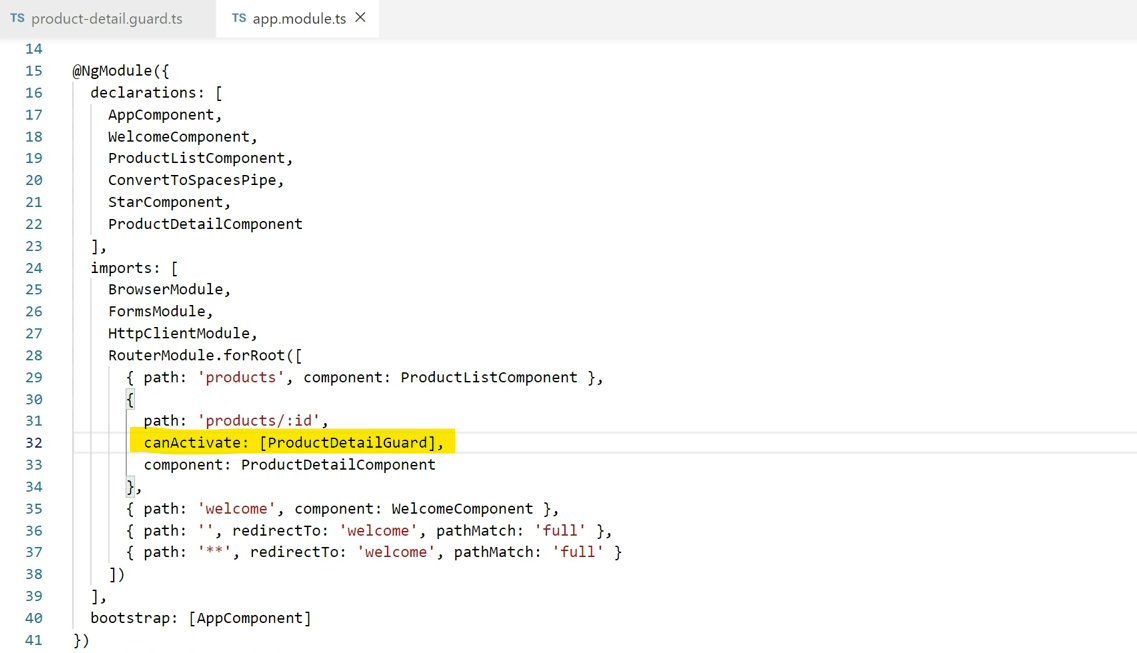 TS product-detail.guard.ts TS app.module.ts ×
14
15 @NgModule({
16 declarations: [
17 AppComponent,
18 WelcomeComponent,
19 ProductListComponent,
20 ConvertToSpacesPipe,
21 StarComponent,
22 ProductDetailComponent
23 ],
24 imports: [
25 BrowserModule,
26 FormsModule,
27 HttpClientModule,
28 RouterModule.forRoot([
29 { path: 'products', component: ProductListComponent },
30 {
31 path: 'products/:id',
32 canActivate: [ProductDetailGuard],
33 component: ProductDetailComponent
34 },
35 { path: 'welcome', component: WelcomeComponent },
36 { path: '', redirectTo: 'welcome', pathMatch: 'full' },
37 { path: '**', redirectTo: 'welcome', pathMatch: 'full' }
38 ])
39 ],
40 bootstrap: [AppComponent]
41 })